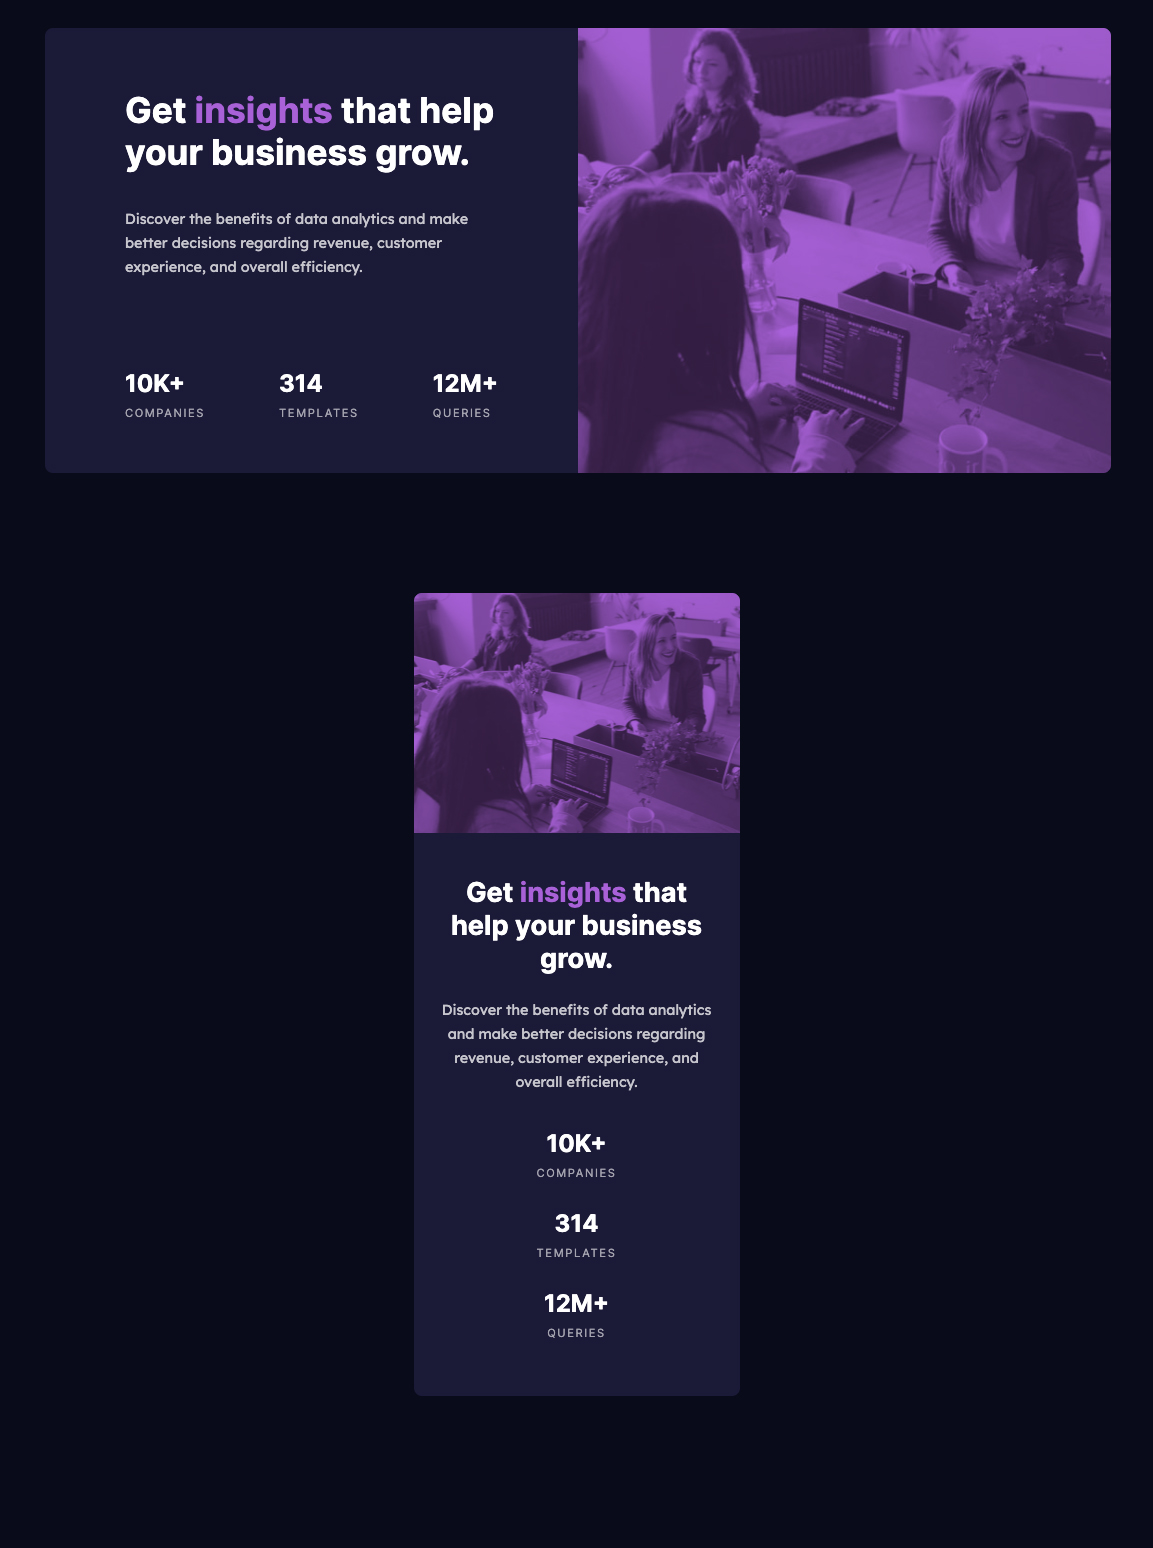 Get insights that help
your business grow.
Discover the benefits of data analytics and make
better decisions regarding revenue, customer
experience, and overall efficiency.
10K+
COMPANIES
314
TEMPLATES
12M+
QUERIES
Get insights that
help your business
grow.
Discover the benefits of data analytics
and make better decisions regarding
revenue, customer experience, and
overall efficiency.
10K+
COMPANIES
314
TEMPLATES
12M+
QUERIES